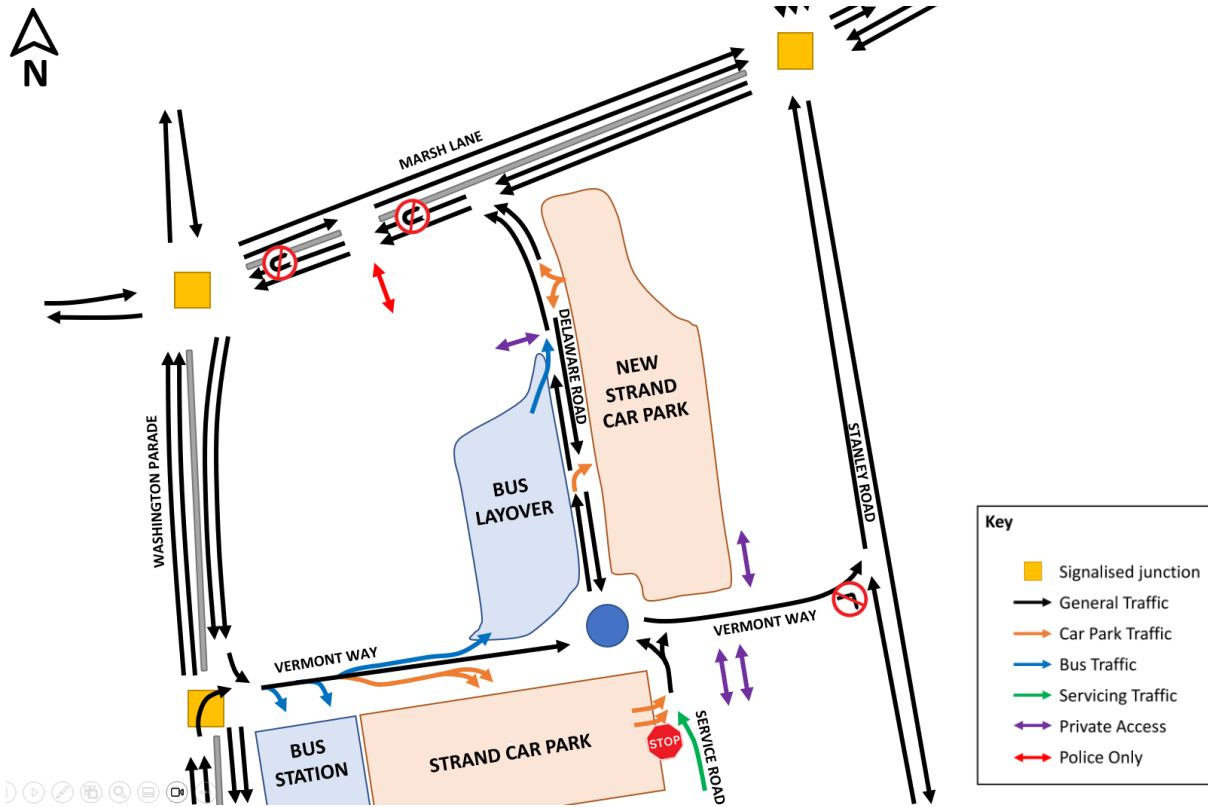 N
MARSH LANE
WASHINGTON PARADE
DELAWARE ROAD
NEW
STRAND
CAR PARK
BUS
LAYOVER
STANLEY ROAD
VERMONT WAY
VERMONT WAY
BUS
STATION
STRAND CAR PARK
STOP
SERVICE ROAD
Key
Signalised junction
General Traffic
Car Park Traffic
Bus Traffic
Servicing Traffic
Private Access
Police Only